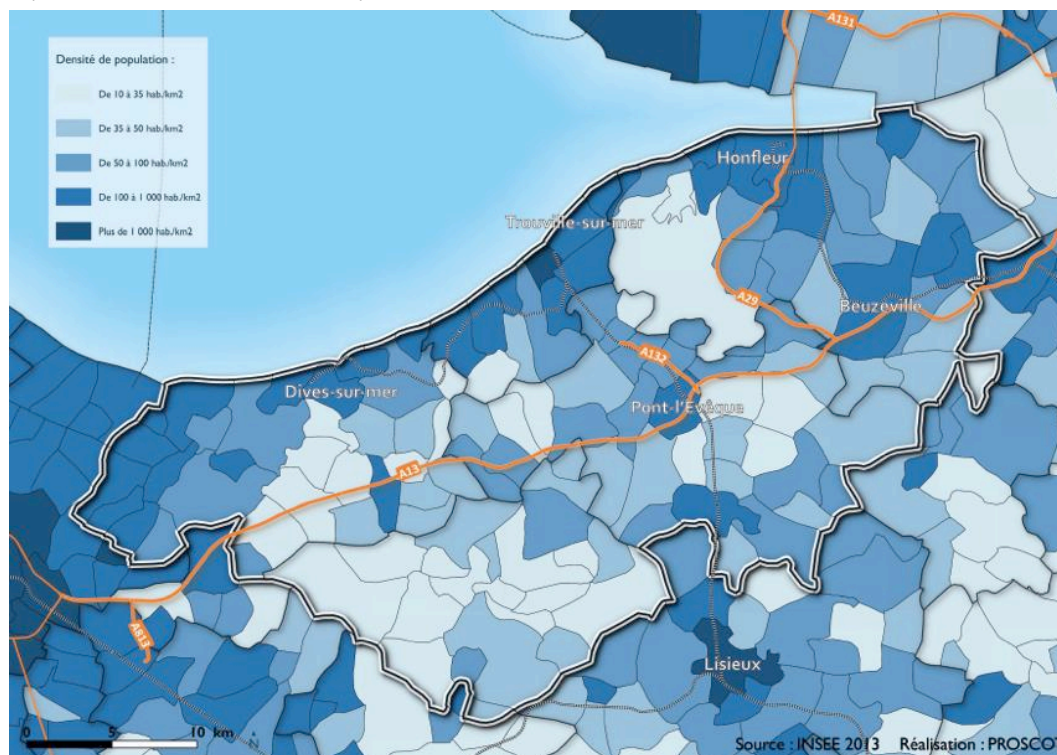 Densité de population :
De 10 à 35 hab./km2
De 35 à 50 hab./km2
De 50 à 100 hab./km2
De 100 à 1 000 hab./km2
Plus de 1 000 hab./km2
A131
Honfleur
Trouville-sur-mer
A29
Beuzeville
A132
Dives-sur-mer
Pont-l'Evêque
A13
A813
Lisieux
0 5 10 km
Source : INSEE 2013 Réalisation : PROSCOT